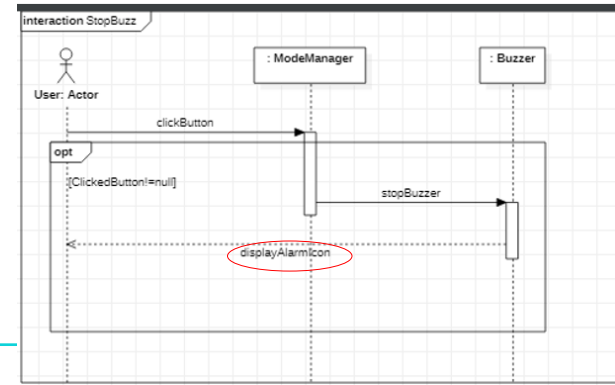 interaction StopBuzz
: ModeManager
: Buzzer
User: Actor
clickButton
opt
[ClickedButton!=null]
stopBuzzer
displayAlarmIcon